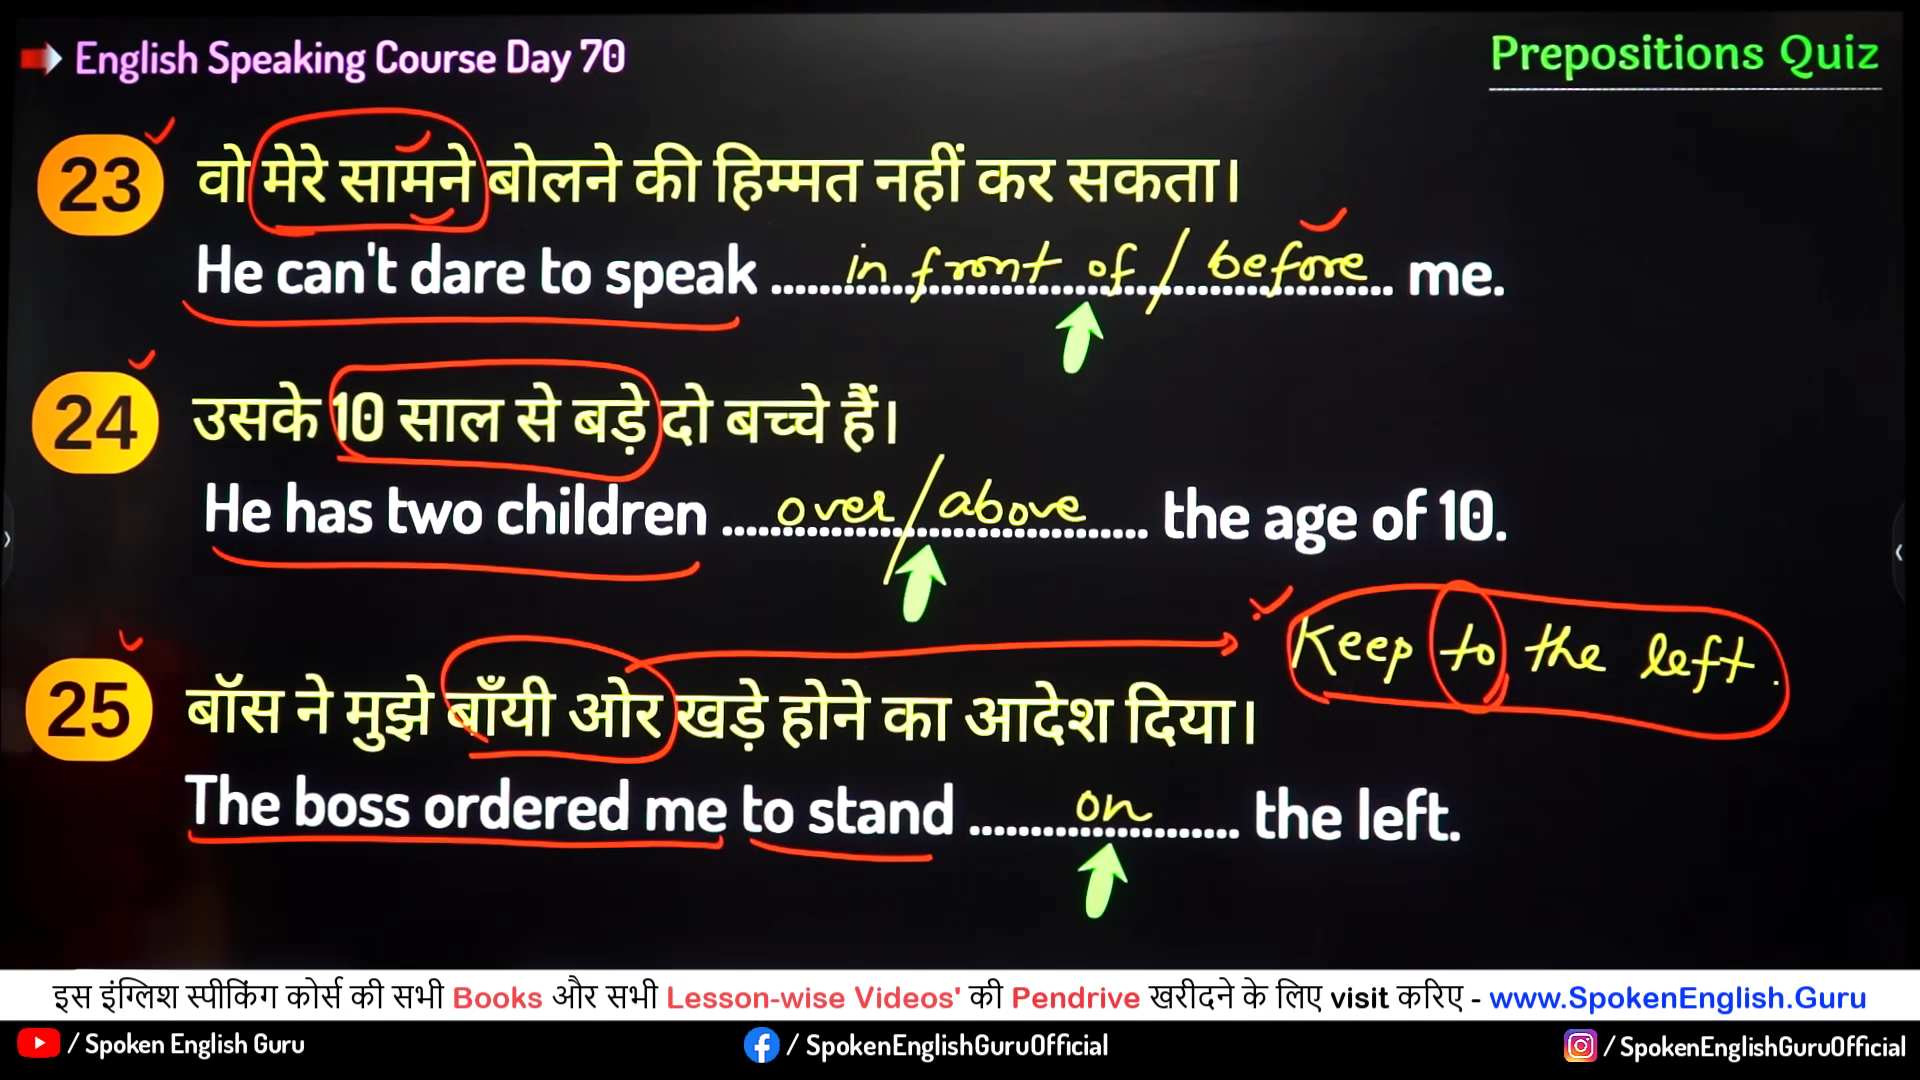 English Speaking Course Day 70
Prepositions Quiz
23 वो मेरे सामने बोलने की हिम्मत नहीं कर सकता।
He can't dare to speak ..... in front of / before ..... me.
24 उसके 10 साल से बड़े दो बच्चे हैं।
He has two children ..... over / above ..... the age of 10.
Keep to the left.
25 बॉस ने मुझे बाँयी ओर खड़े होने का आदेश दिया।
The boss ordered me to stand ..... on ..... the left.
इस इंग्लिश स्पीकिंग कोर्स की सभी Books और सभी Lesson-wise Videos' की Pendrive खरीदने के लिए visit करिए - www.SpokenEnglish.Guru
/ Spoken English Guru
/ SpokenEnglishGuruOfficial
/ SpokenEnglishGuruOfficial